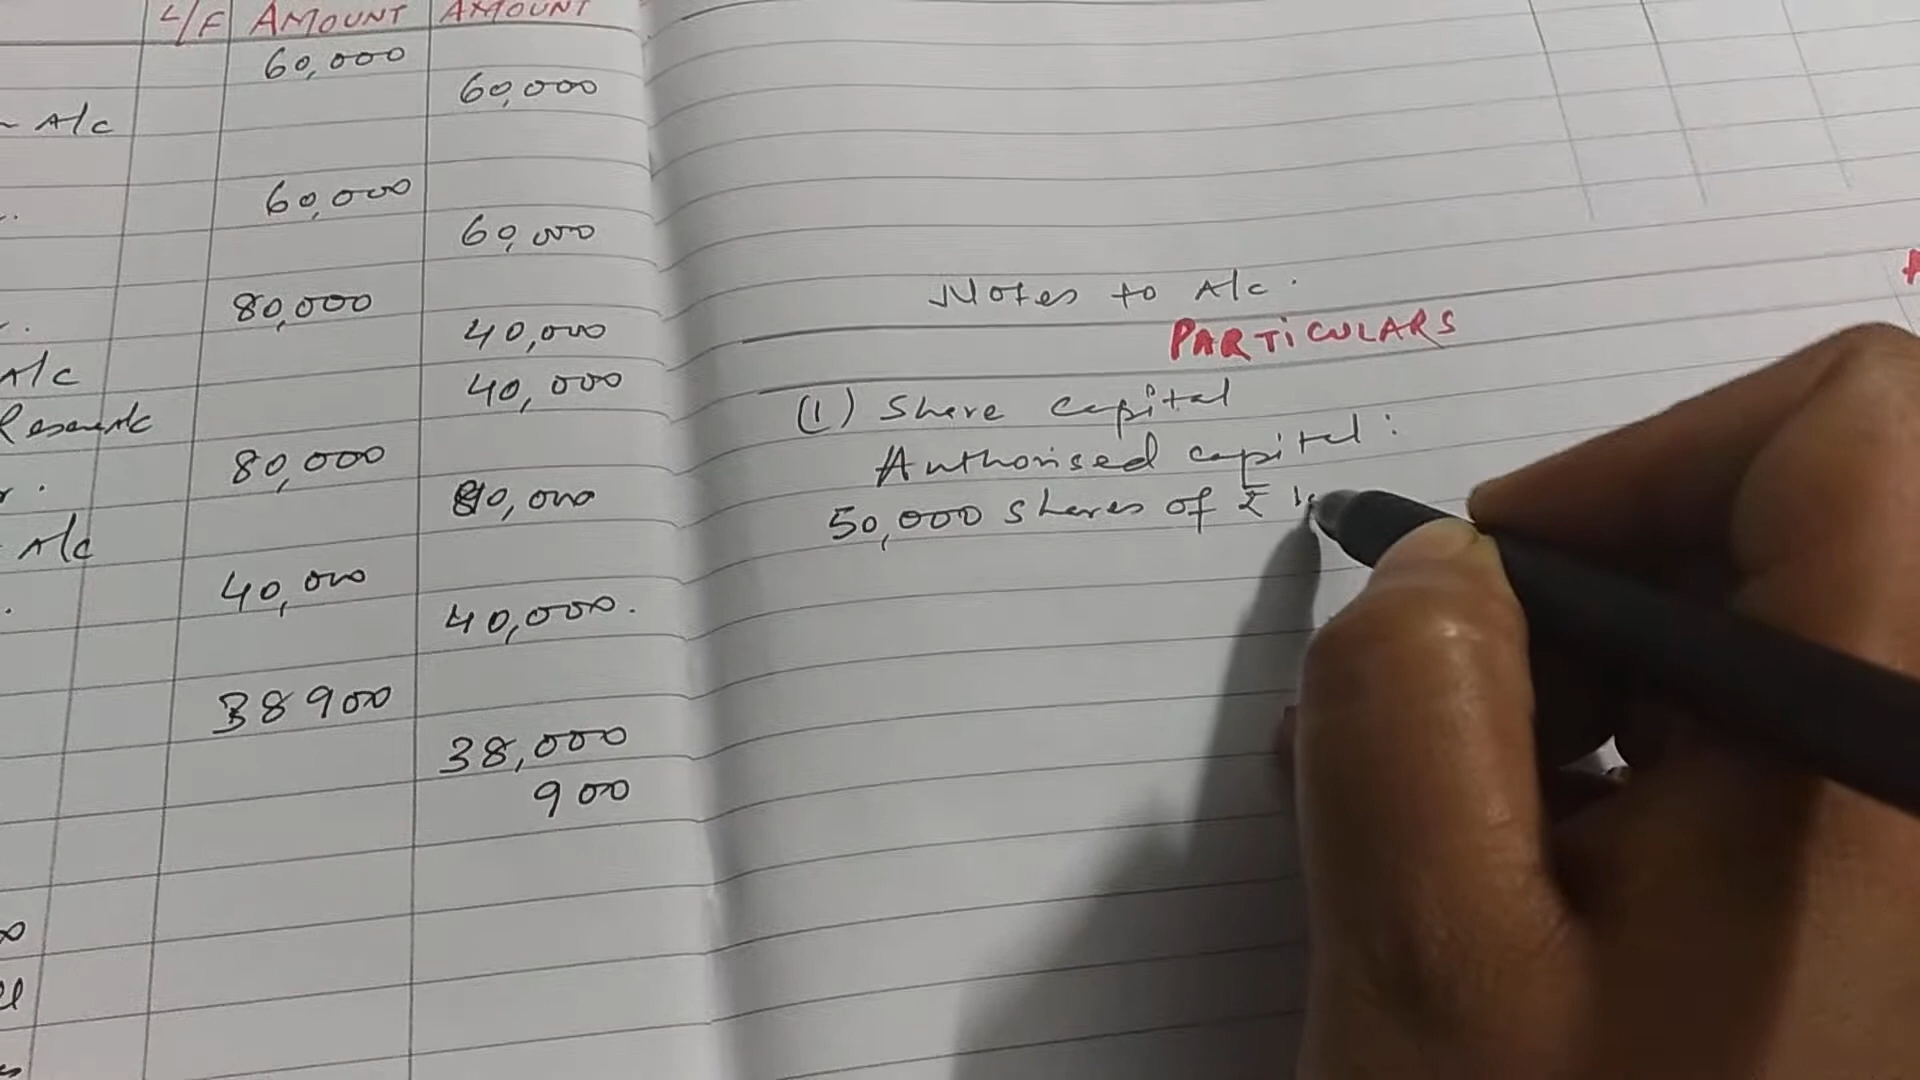 L/F AMOUNT AMOUNT
60,000
60,000
A/c
60,000
60,000
80,000
40,000
A/c
40,000
80,000
80,000
A/c
40,000
40,000.
38900
38,000
900
Notes to A/c.
PARTICULARS
(1) Share capital
Authorised capital:
50,000 shares of ₹